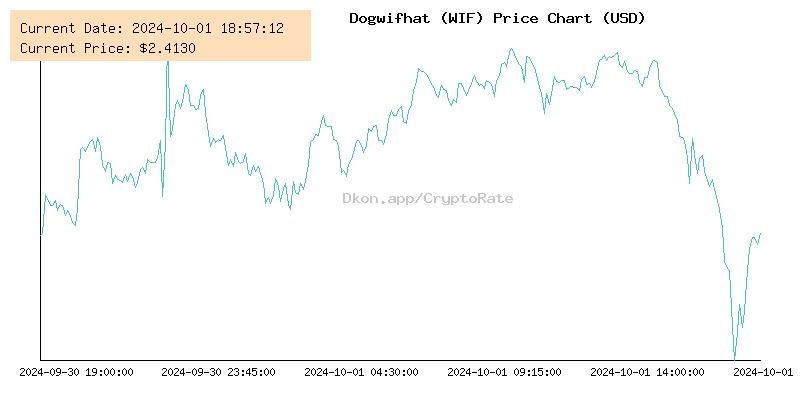 Dogwifhat (WIF) Price Chart (USD)
Current Date: 2024-10-01 18:57:12
Current Price: $2.4130
Dkon.app/CryptoRate
2024-09-30 19:00:00 2024-09-30 23:45:00 2024-10-01 04:30:00 2024-10-01 09:15:00 2024-10-01 14:00:00 2024-10-01